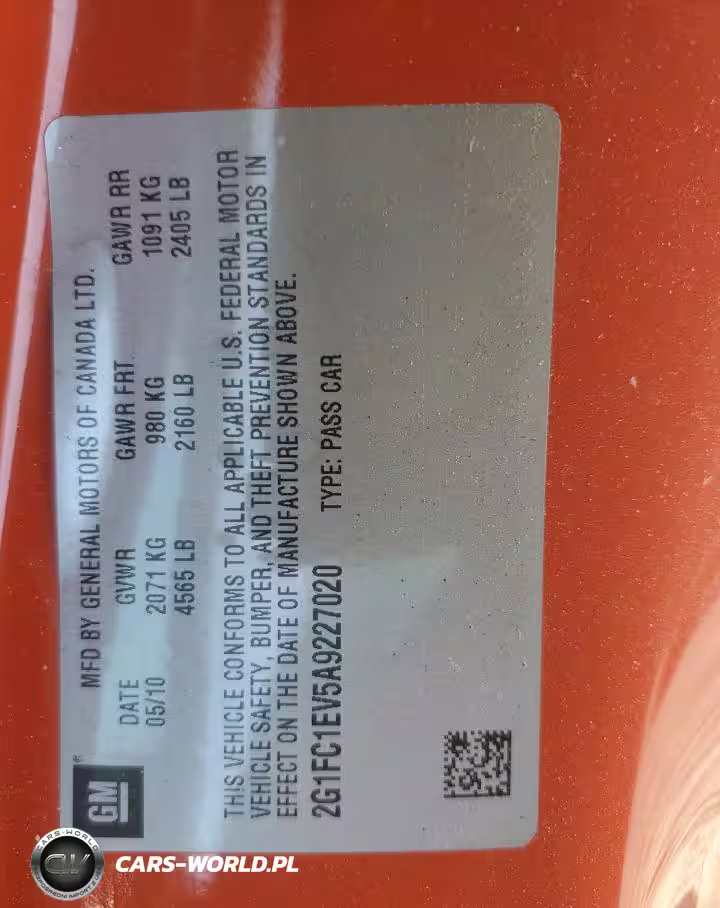 GM
MFD BY GENERAL MOTORS OF CANADA LTD.
DATE GVWR GAWR FRT GAWR RR
05/10 2071 KG 980 KG 1091 KG
4565 LB 2160 LB 2405 LB
THIS VEHICLE CONFORMS TO ALL APPLICABLE U.S. FEDERAL MOTOR
VEHICLE SAFETY, BUMPER, AND THEFT PREVENTION STANDARDS IN
EFFECT ON THE DATE OF MANUFACTURE SHOWN ABOVE.
2G1FC1EV5A9227020 TYPE: PASS CAR
CARS-WORLD
CW
CARS-WORLD.PL